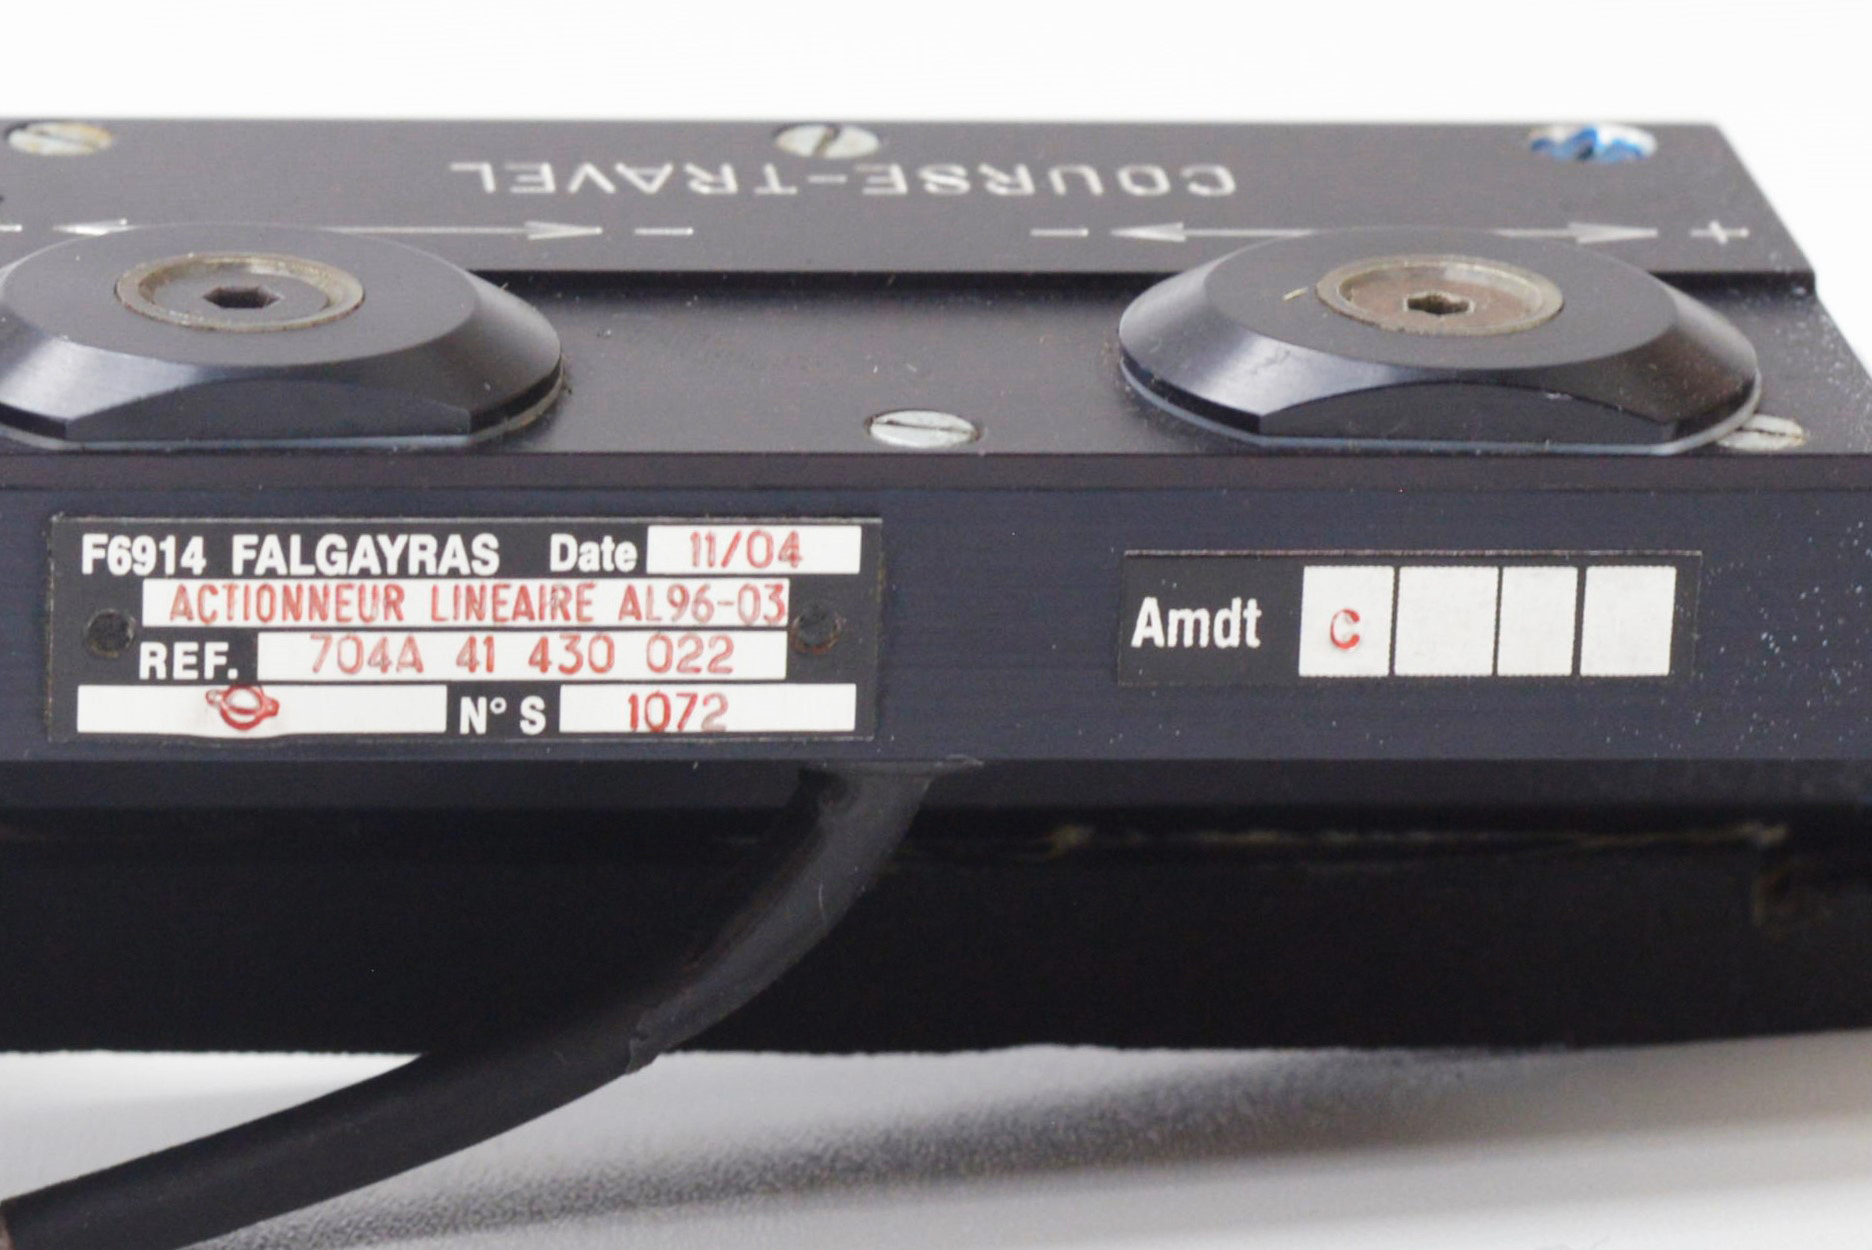 COURSE-TRAVEL
- +
F6914 FALGAYRAS Date 11/04
ACTIONNEUR LINEAIRE AL96-03
REF. 704A 41 430 022
N° S 1072
Amdt C